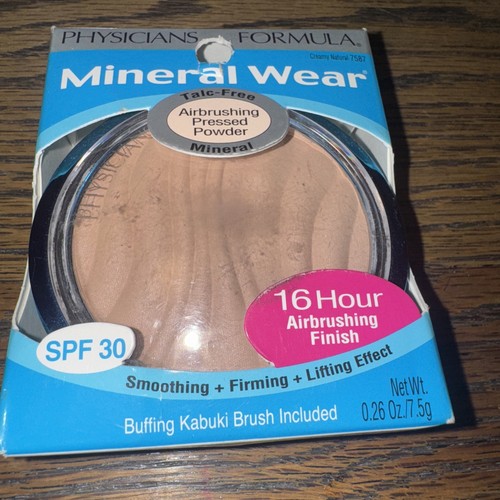 PHYSICIANS FORMULA®
Creamy Natural 7587
Mineral Wear®
Talc-Free
Airbrushing
Pressed
Powder
Mineral
PHYSICIAN
16 Hour
Airbrushing
Finish
SPF 30
Smoothing + Firming + Lifting Effect
Buffing Kabuki Brush Included
Net Wt.
0.26 Oz./7.5g